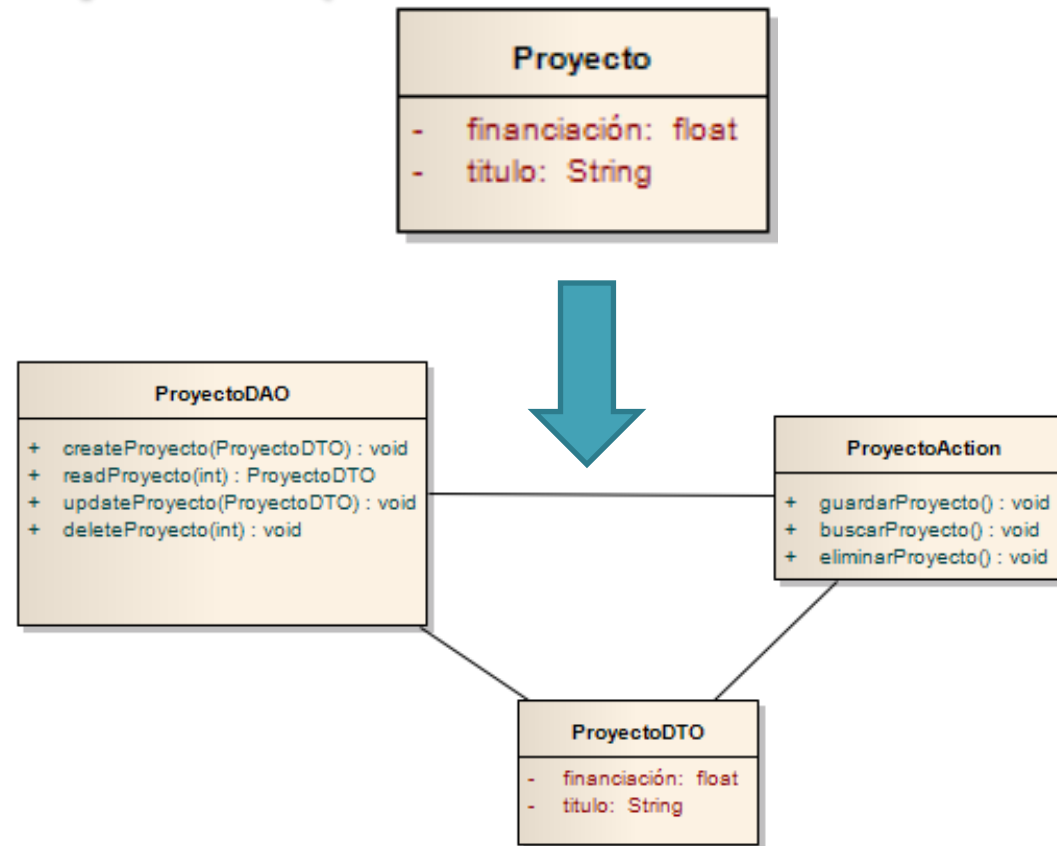 Proyecto
- financiación: float
- titulo: String
ProyectoDAO
+ createProyecto(ProyectoDTO) : void
+ readProyecto(int) : ProyectoDTO
+ updateProyecto(ProyectoDTO) : void
+ deleteProyecto(int) : void
ProyectoAction
+ guardarProyecto() : void
+ buscarProyecto() : void
+ eliminarProyecto() : void
ProyectoDTO
- financiación: float
- titulo: String